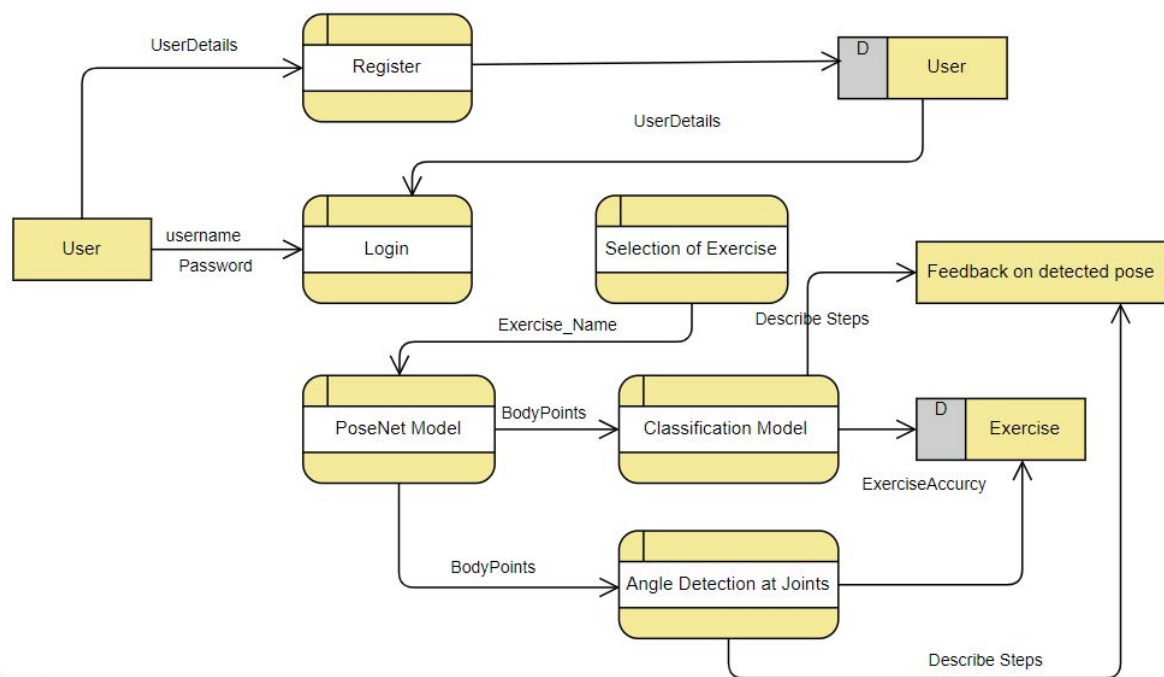 UserDetails
Register
D
User
UserDetails
User
username
Password
Login
Selection of Exercise
Feedback on detected pose
Exercise_Name
Describe Steps
PoseNet Model
BodyPoints
Classification Model
D
Exercise
ExerciseAccurcy
BodyPoints
Angle Detection at Joints
Describe Steps